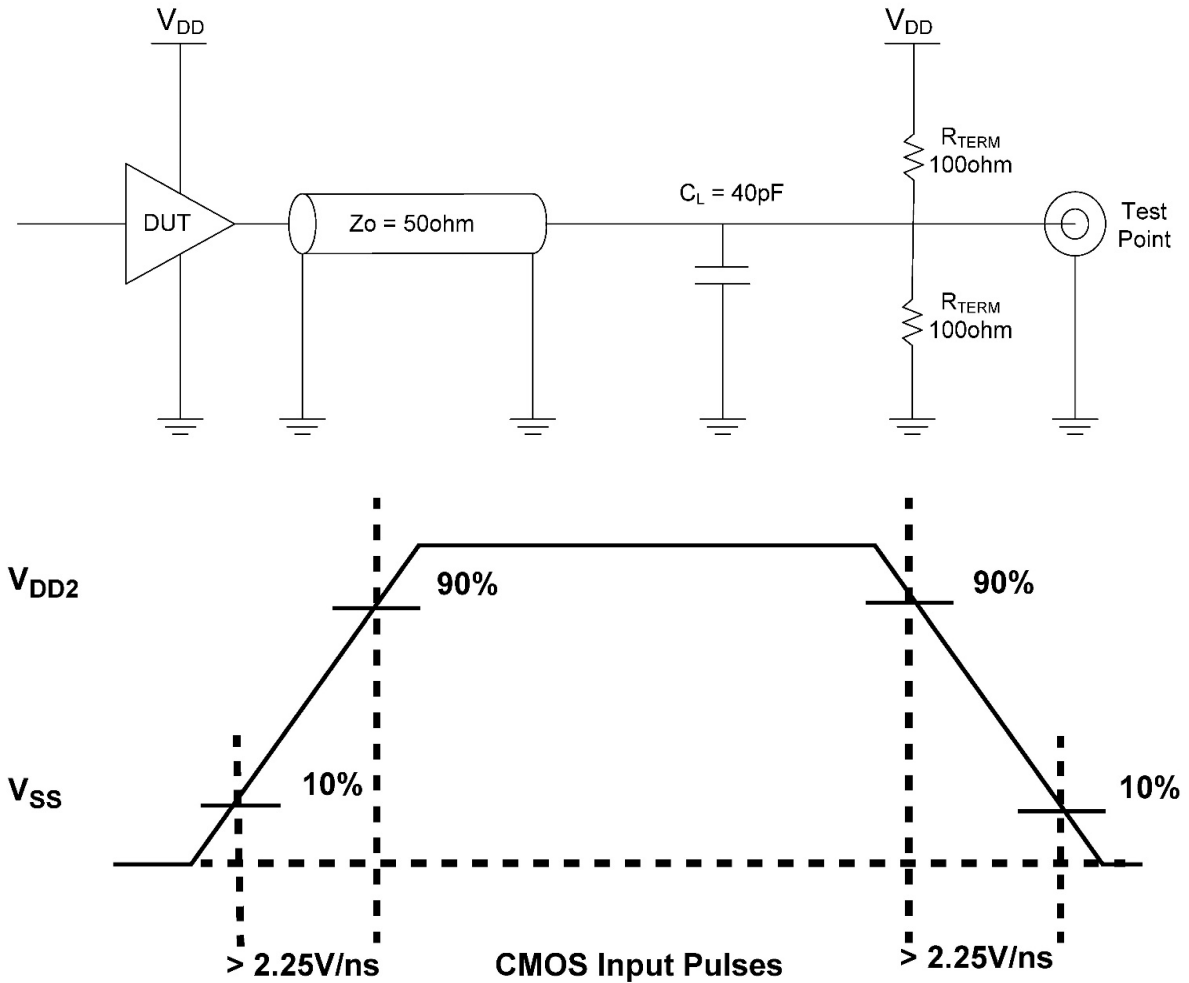 VDD
VDD
RTERM
100ohm
CL = 40pF
DUT
Zo = 50ohm
Test
Point
RTERM
100ohm
VDD2
90%
90%
VSS
10%
10%
> 2.25V/ns
CMOS Input Pulses
> 2.25V/ns